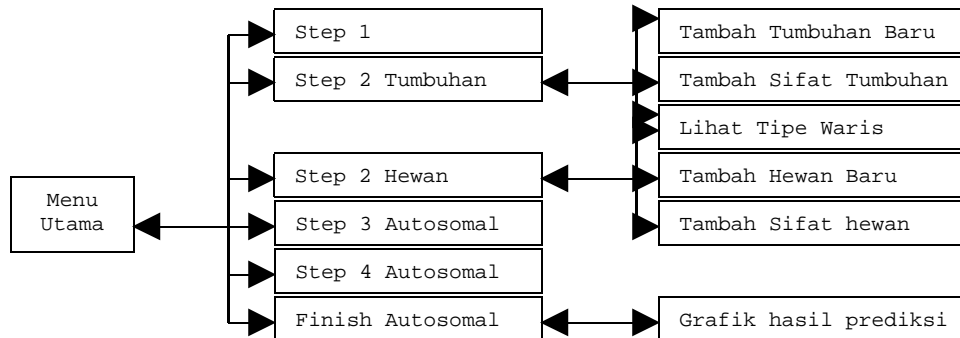 Menu
Utama
Step 1
Step 2 Tumbuhan
Step 2 Hewan
Step 3 Autosomal
Step 4 Autosomal
Finish Autosomal
Tambah Tumbuhan Baru
Tambah Sifat Tumbuhan
Lihat Tipe Waris
Tambah Hewan Baru
Tambah Sifat hewan
Grafik hasil prediksi